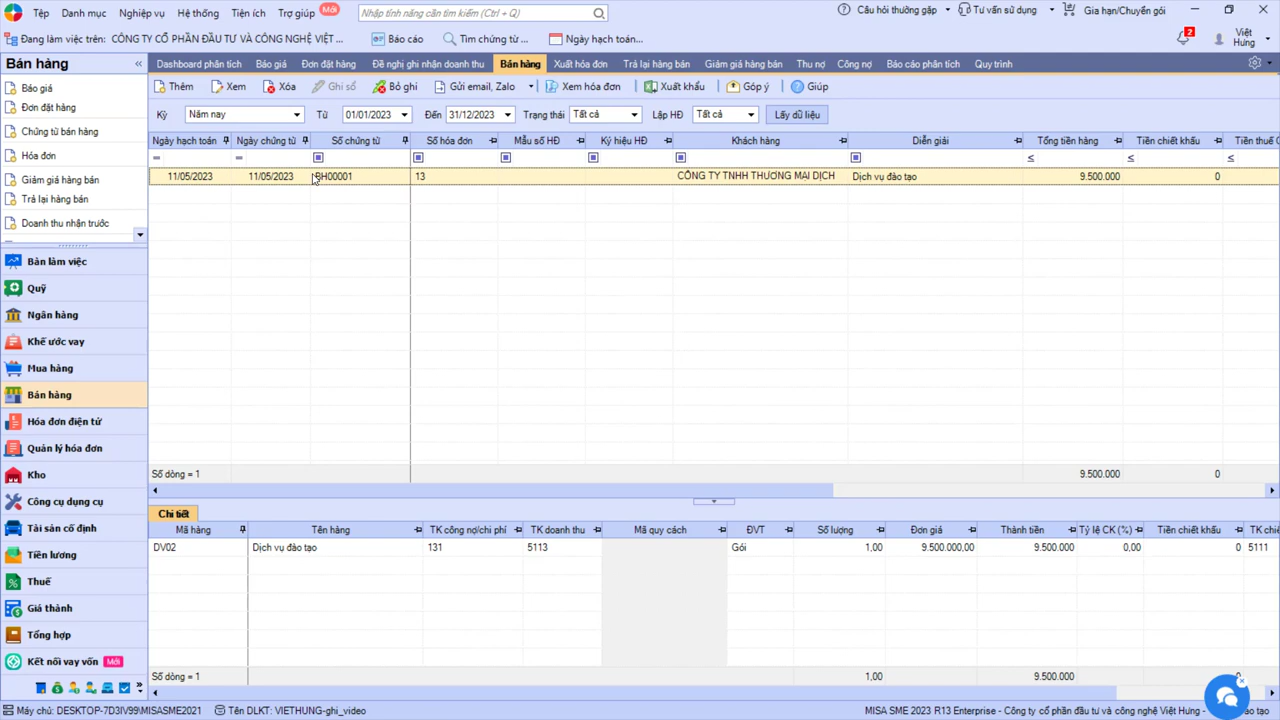 Tệp Danh mục Nghiệp vụ Hệ thống Tiện ích Trợ giúp Mới Nhập tính năng cần tìm kiếm (Ctrl + Q) Câu hỏi thường gặp Tư vấn sử dụng Gia hạn/Chuyển gói
Đang làm việc trên: CÔNG TY CỔ PHẦN ĐẦU TƯ VÀ CÔNG NGHỆ VIỆT ... Báo cáo Tìm chứng từ ... Ngày hạch toán... 2 Việt Hưng
Bán hàng «
Dashboard phân tích Báo giá Đơn đặt hàng Đề nghị ghi nhận doanh thu Bán hàng Xuất hóa đơn Trả lại hàng bán Giảm giá hàng bán Thu nợ Công nợ Báo cáo phân tích Quy trình
Thêm Xem Xóa Ghi sổ Bỏ ghi Gửi email, Zalo Xem hóa đơn Xuất khẩu Góp ý Giúp
Kỳ Năm nay Từ 01/01/2023 Đến 31/12/2023 Trạng thái Tất cả Lập HĐ Tất cả Lấy dữ liệu
Ngày hạch toán Ngày chứng từ Số chứng từ Số hóa đơn Mẫu số HĐ Ký hiệu HĐ Khách hàng Diễn giải Tổng tiền hàng Tiền chiết khấu Tiền thuế
= = ≤ ≤ ≤
11/05/2023 11/05/2023 BH00001 13 CÔNG TY TNHH THƯƠNG MẠI DỊCH Dịch vụ đào tạo 9.500.000 0
Số dòng = 1 9.500.000 0
Chi tiết
Mã hàng Tên hàng TK công nợ/chi phí TK doanh thu Mã quy cách ĐVT Số lượng Đơn giá Thành tiền Tỷ lệ CK (%) Tiền chiết khấu TK chiế
DV02 Dịch vụ đào tạo 131 5113 Gói 1,00 9.500.000,00 9.500.000 0,00 0 5111
Số dòng = 1 1,00 9.500.000
Báo giá
Đơn đặt hàng
Chứng từ bán hàng
Hóa đơn
Giảm giá hàng bán
Trả lại hàng bán
Doanh thu nhận trước
Bàn làm việc
Quỹ
Ngân hàng
Khế ước vay
Mua hàng
Bán hàng
Hóa đơn điện tử
Quản lý hóa đơn
Kho
Công cụ dụng cụ
Tài sản cố định
Tiền lương
Thuế
Giá thành
Tổng hợp
Kết nối vay vốn Mới
Máy chủ: DESKTOP-7D3IV99\MISASME2021 Tên DLKT: VIETHUNG-ghi_video MISA SME 2023 R13 Enterprise - Công ty cổ phần đầu tư và công nghệ Việt Hưng -